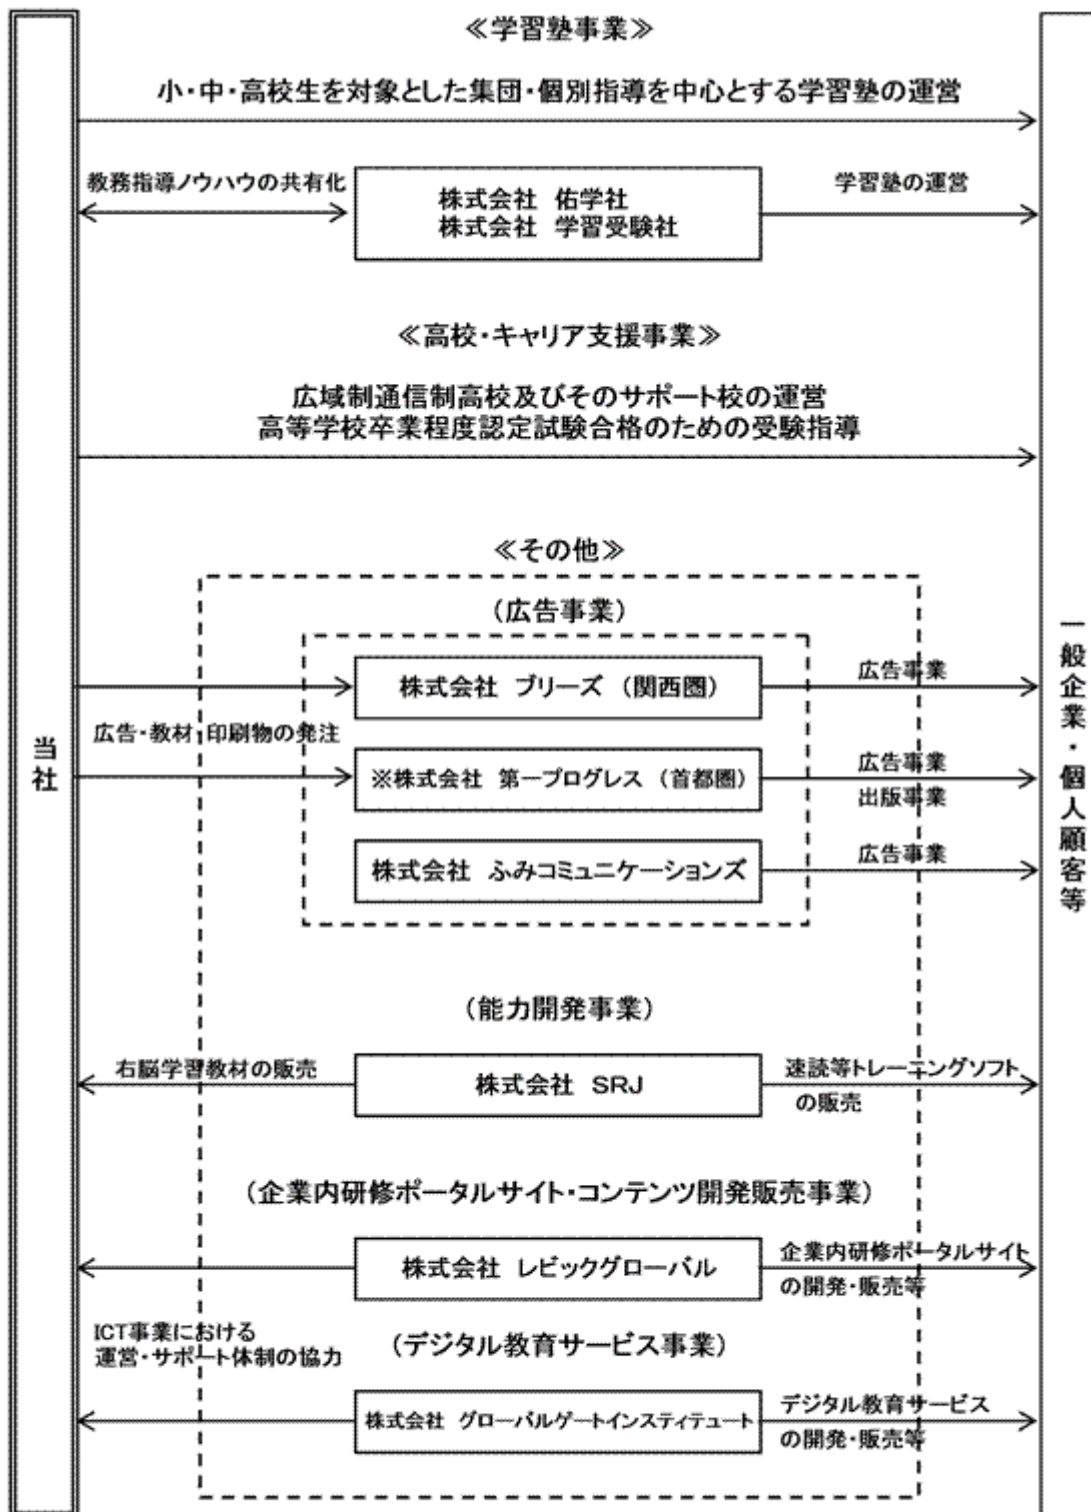 ≪学習塾事業≫
小・中・高校生を対象とした集団・個別指導を中心とする学習塾の運営
教務指導ノウハウの共有化
株式会社 佑学社
株式会社 学習受験社
学習塾の運営
≪高校・キャリア支援事業≫
広域制通信制高校及びそのサポート校の運営
高等学校卒業程度認定試験合格のための受験指導
≪その他≫
(広告事業)
株式会社 ブリーズ (関西圏)
広告事業
広告・教材・印刷物の発注
※株式会社 第一プログレス (首都圏)
広告事業
出版事業
株式会社 ふみコミュニケーションズ
広告事業
当社
一般企業・個人顧客等
(能力開発事業)
右脳学習教材の販売
株式会社 SRJ
速読等トレーニングソフト
の販売
(企業内研修ポータルサイト・コンテンツ開発販売事業)
株式会社 レビックグローバル
企業内研修ポータルサイト
の開発・販売等
ICT事業における
運営・サポート体制の協力
(デジタル教育サービス事業)
株式会社 グローバルゲートインスティテュート
デジタル教育サービス
の開発・販売等